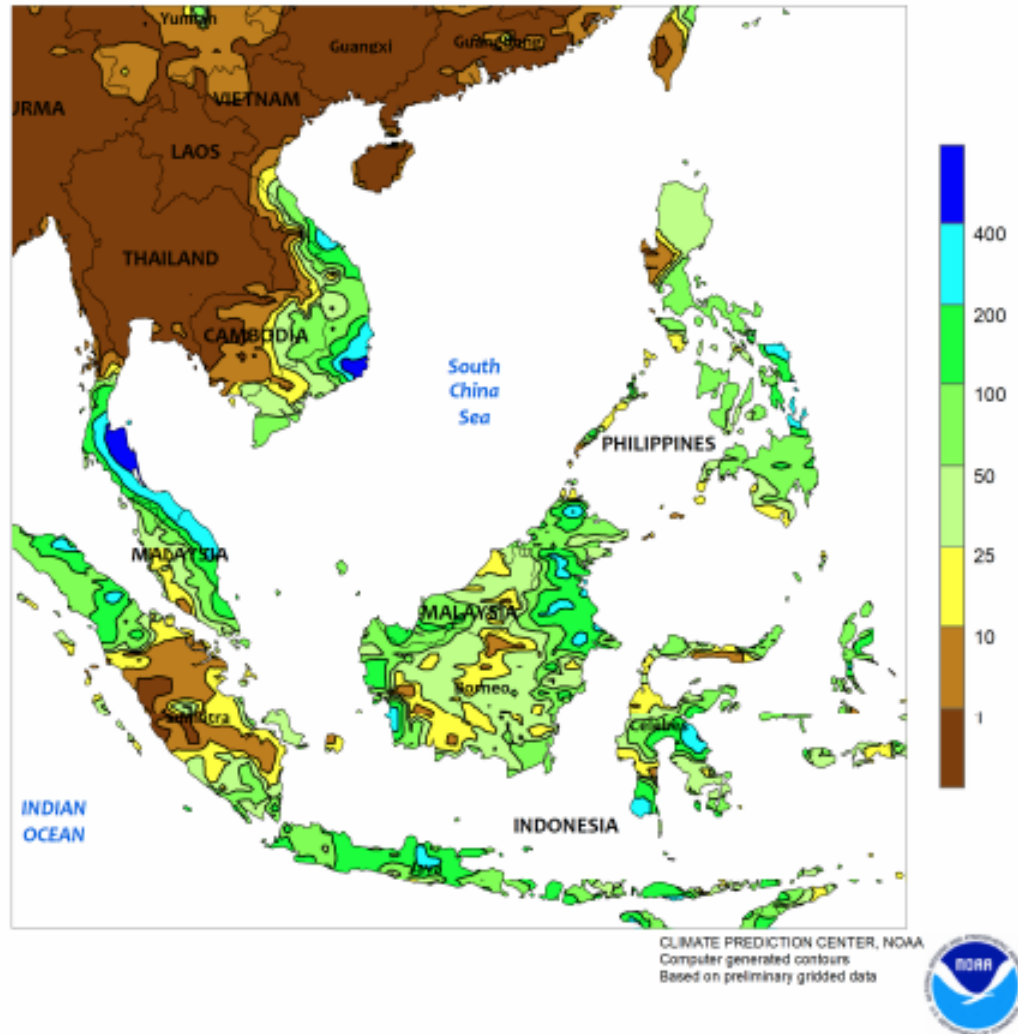 Yunnan
Guangxi
Guangdong
URMA
VIETNAM
LAOS
THAILAND
CAMBODIA
South
China
Sea
PHILIPPINES
MALAYSIA
MALAYSIA
Borneo
Sumatra
Celebes
INDIAN
OCEAN
INDONESIA
Java
400
200
100
50
25
10
1
CLIMATE PREDICTION CENTER, NOAA
Computer generated contours
Based on preliminary gridded data
NOAA